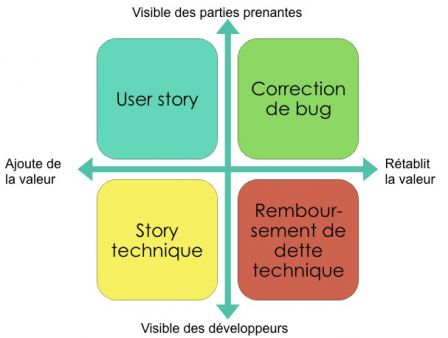 Visible des parties prenantes
User story
Correction
de bug
Ajoute de
la valeur
Rétablit
la valeur
Story
technique
Rembour-
sement de
dette
technique
Visible des développeurs